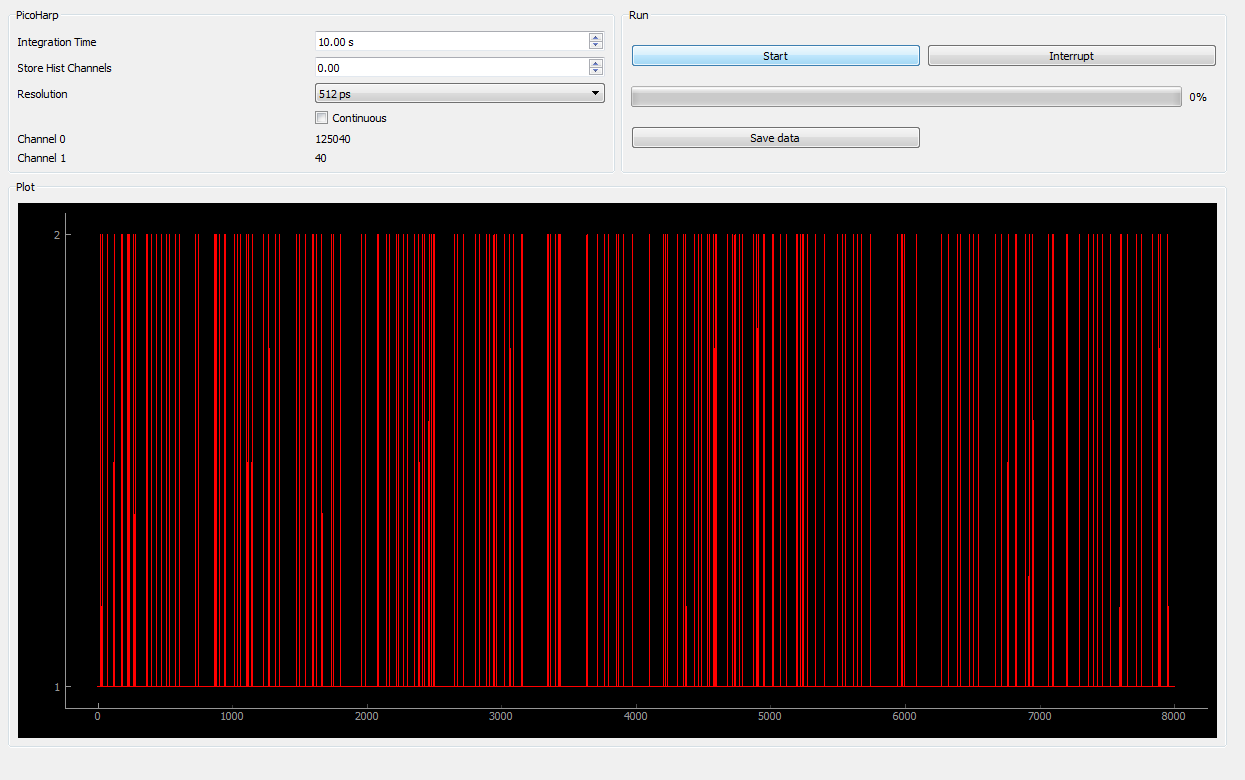 PicoHarp
Integration Time 10.00 s
Store Hist Channels 0.00
Resolution 512 ps
Continuous
Channel 0 125040
Channel 1 40
Run
Start Interrupt
0%
Save data
Plot
2
1
0 1000 2000 3000 4000 5000 6000 7000 8000